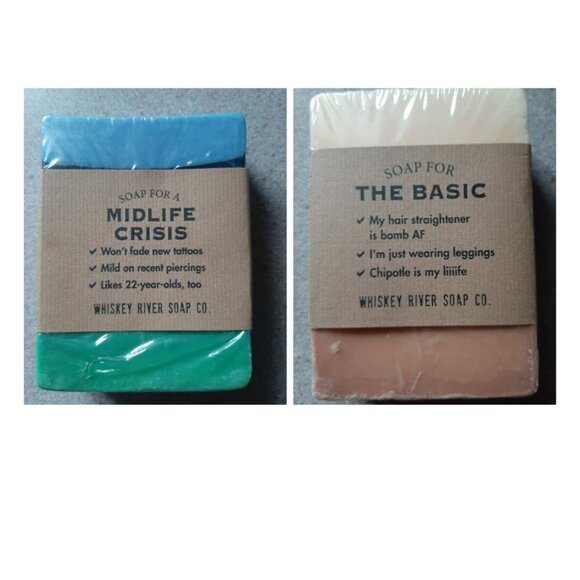 SOAP FOR A
MIDLIFE
CRISIS
✓ Won't fade new tattoos
✓ Mild on recent piercings
✓ Likes 22-year-olds, too
WHISKEY RIVER SOAP CO.
SOAP FOR
THE BASIC
✓ My hair straightener
is bomb AF
✓ I'm just wearing leggings
✓ Chipotle is my liiiife
WHISKEY RIVER SOAP CO.